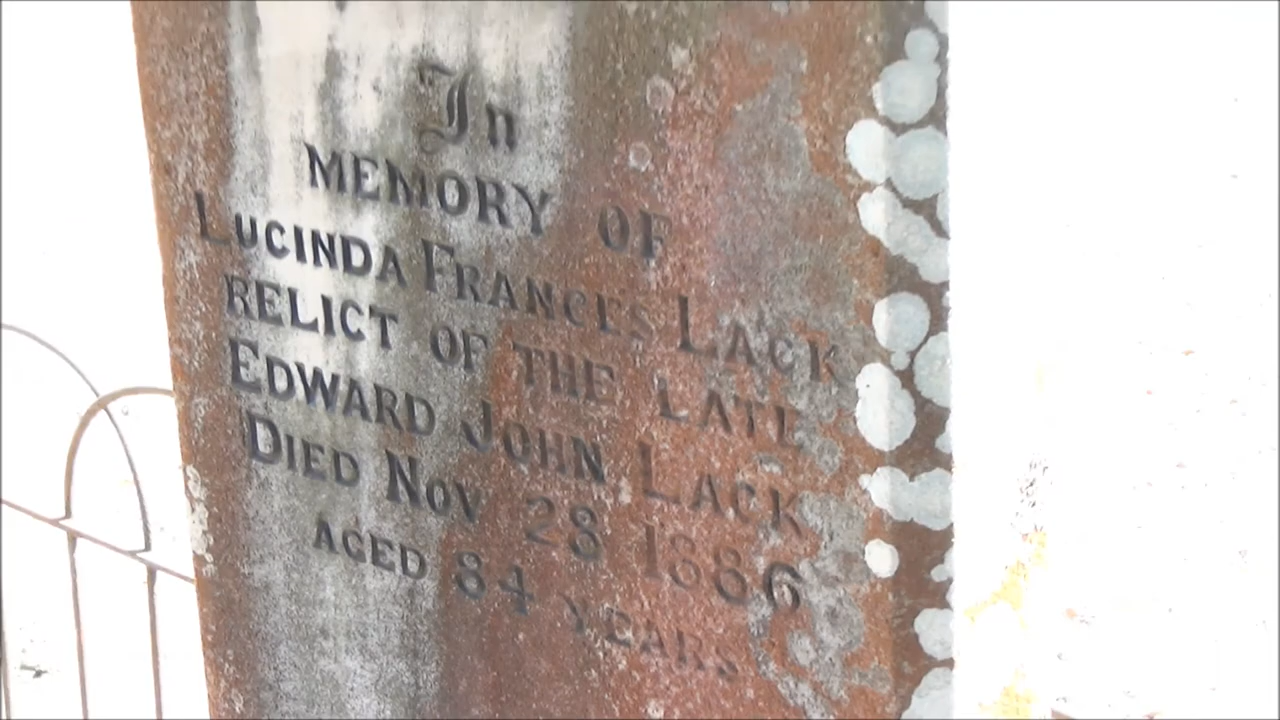 In
MEMORY OF
LUCINDA FRANCES LACK
RELICT OF THE LATE
EDWARD JOHN LACK
DIED NOV 28 1886
AGED 84 YEARS